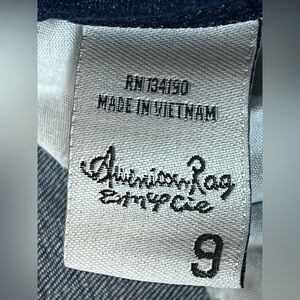 RN 134190
MADE IN VIETNAM
American Rag
Cie
9